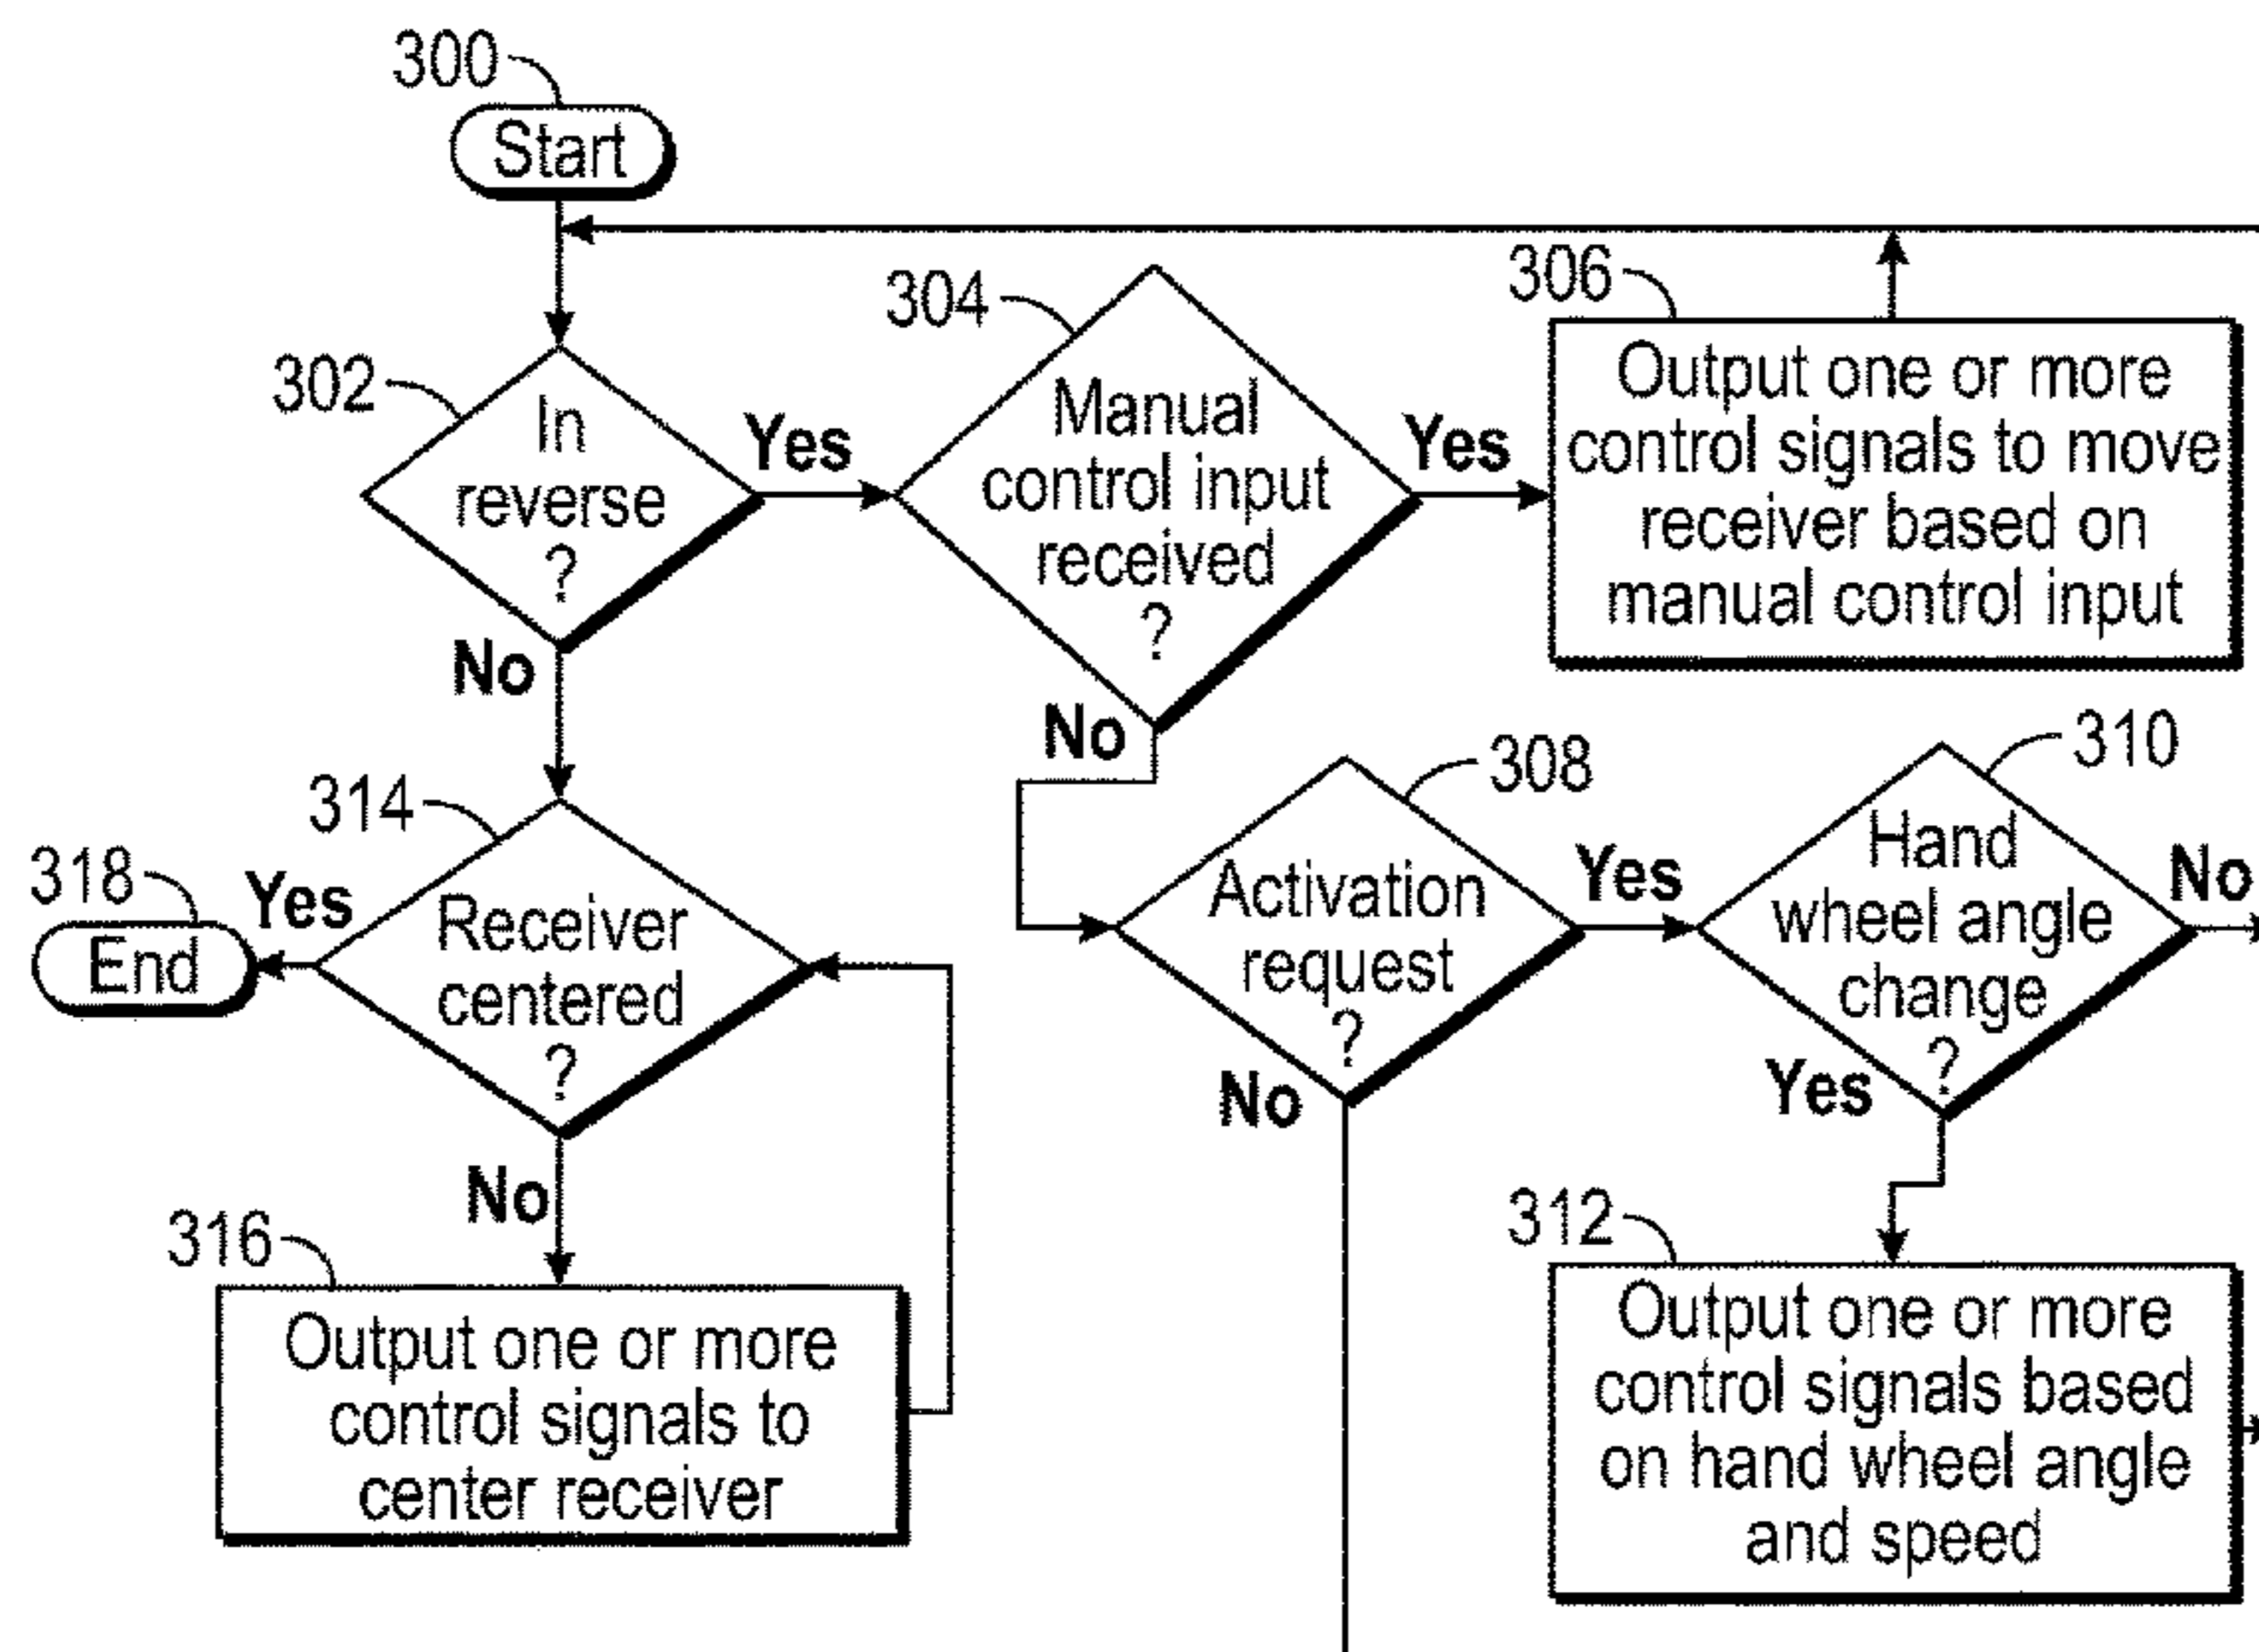 300
Start
302
In
reverse
?
Yes
No
304
Manual
control input
received
?
Yes
No
306
Output one or more
control signals to move
receiver based on
manual control input
308
Activation
request
?
Yes
No
310
Hand
wheel angle
change
?
No
Yes
312
Output one or more
control signals based
on hand wheel angle
and speed
314
Receiver
centered
?
Yes
No
318
End
316
Output one or more
control signals to
center receiver